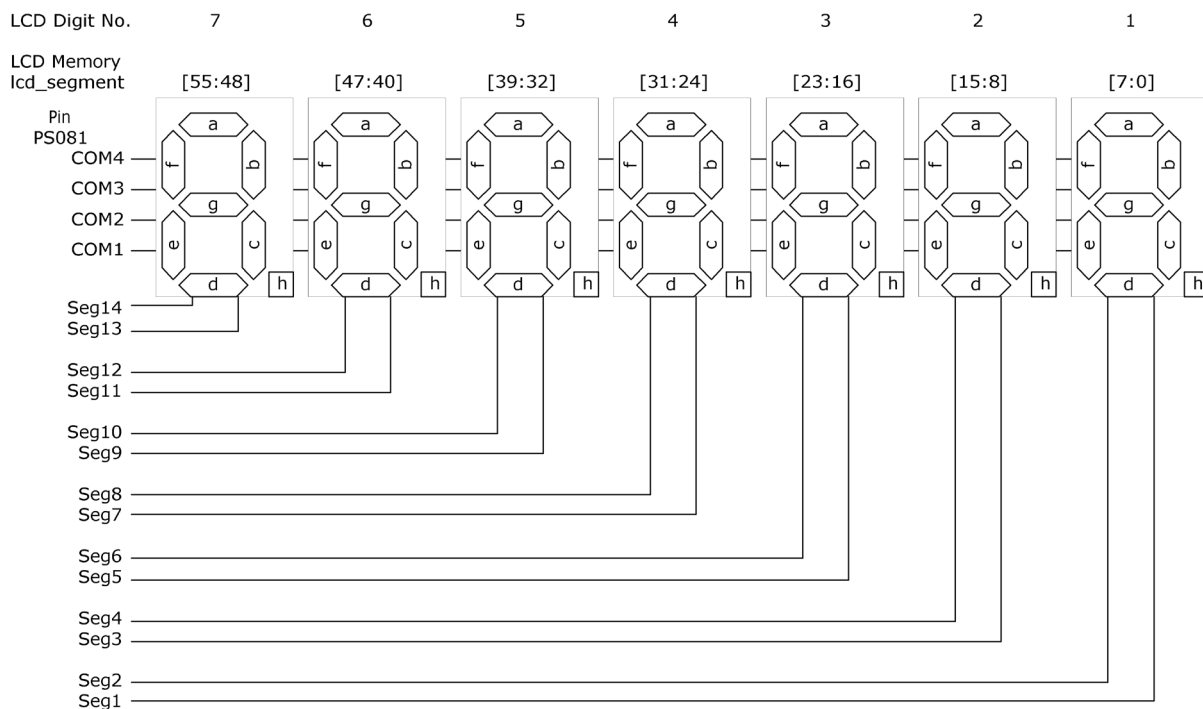 LCD Digit No. 7 6 5 4 3 2 1
LCD Memory
lcd_segment [55:48] [47:40] [39:32] [31:24] [23:16] [15:8] [7:0]
Pin
PS081
a a a a a a a
COM4 f b f b f b f b f b f b f b
COM3
g g g g g g g
COM2
COM1 e c e c e c e c e c e c e c
d h d h d h d h d h d h d h
Seg14
Seg13
Seg12
Seg11
Seg10
Seg9
Seg8
Seg7
Seg6
Seg5
Seg4
Seg3
Seg2
Seg1